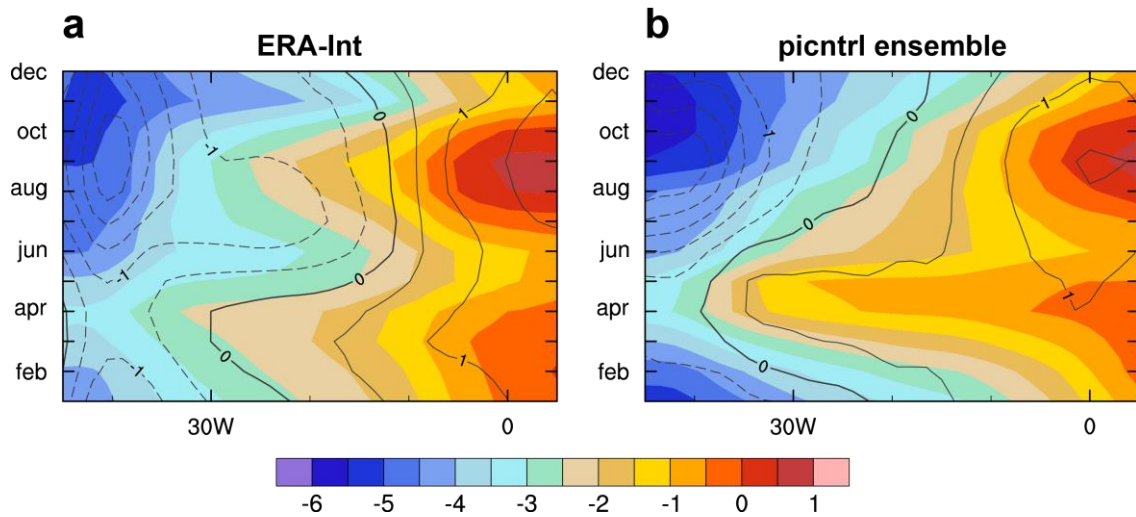 a
ERA-Int
b
picntrl ensemble
dec
oct
aug
jun
apr
feb
30W
0
0
-1
0
-1
0
-1
1
dec
oct
aug
jun
apr
feb
30W
0
1
0
1
0
1
0
-6 -5 -4 -3 -2 -1 0 1